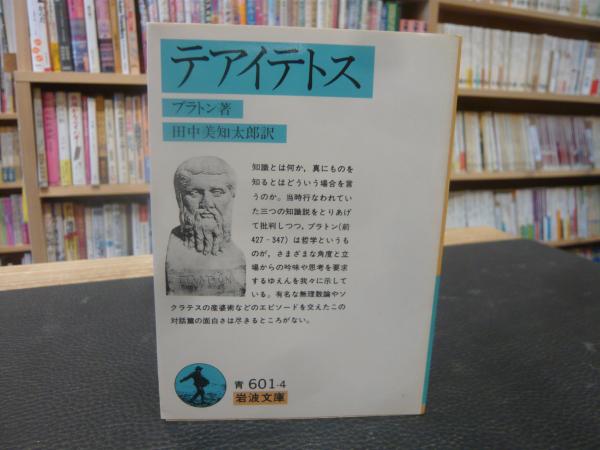 テアイテトス
プラトン著
田中美知太郎訳
知識とは何か，真にものを
知るとはどういう場合を言
うのか。当時行なわれてい
た三つの知識説をとりあげ
て批判しつつ，プラトン(前
427‐347)は哲学というも
のが，さまざまな角度と立
場からの吟味や思考を要求
するゆえんを我々に示して
いる。有名な無理数論やソ
クラテスの産婆術などのエピソードを交えたこの
対話篇の面白さは尽きるところがない。
青 601-4
岩波文庫